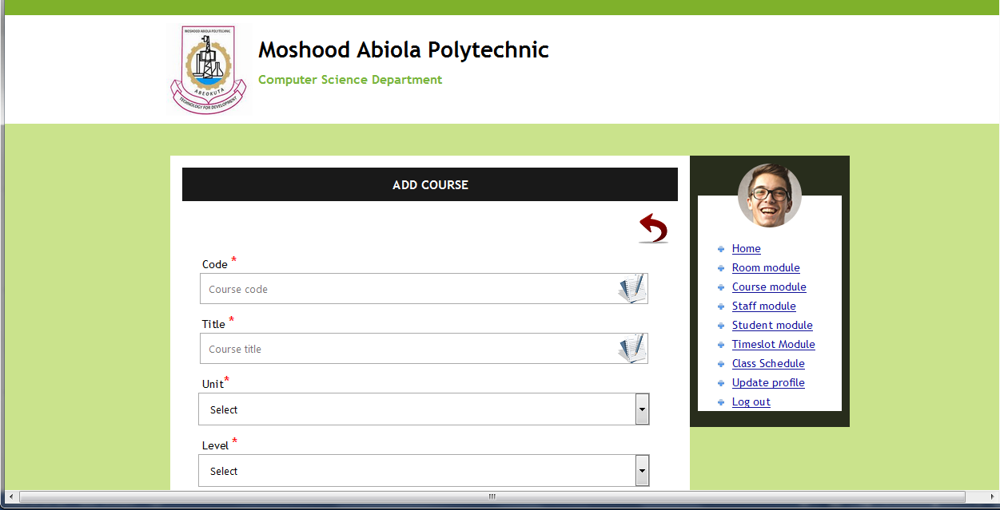 MOSHOOD ABIOLA POLYTECHNIC
ABEOKUTA
TECHNOLOGY FOR DEVELOPMENT
Moshood Abiola Polytechnic
Computer Science Department
ADD COURSE
Code *
Course code
Title *
Course title
Unit*
Select
Level *
Select
Home
Room module
Course module
Staff module
Student module
Timeslot Module
Class Schedule
Update profile
Log out